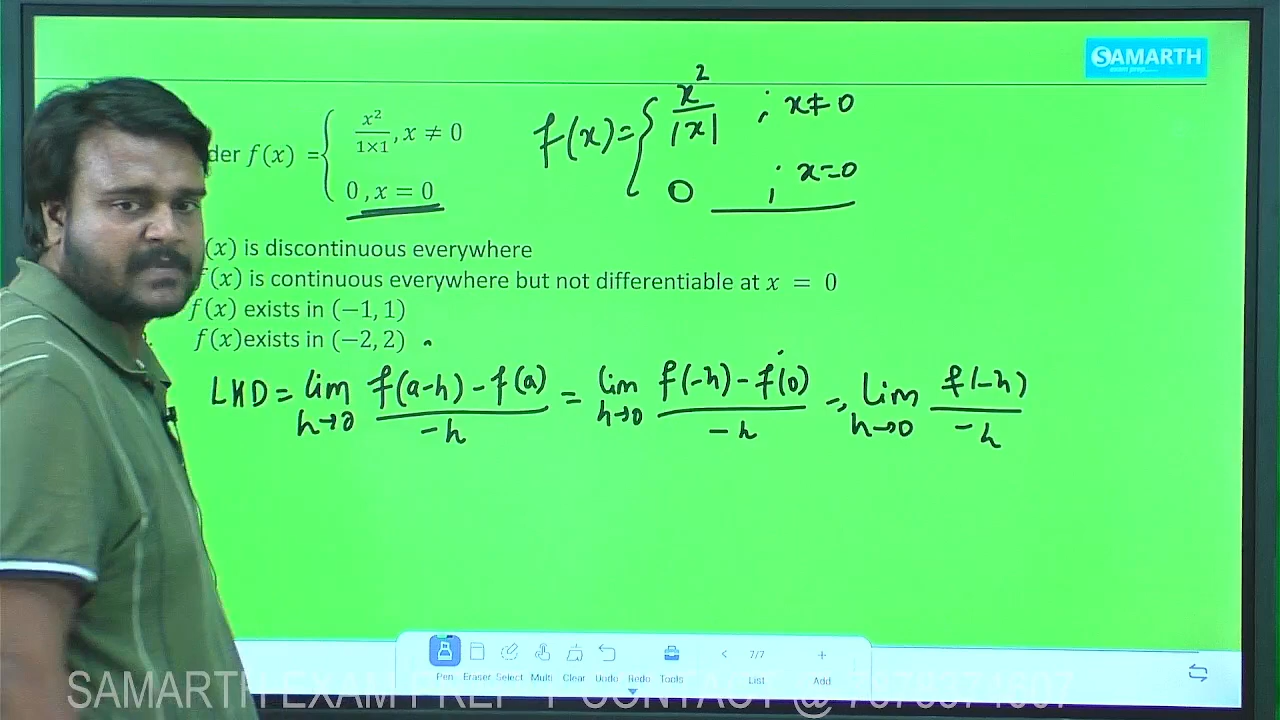 SAMARTH
der f(x) = { x²/1×1, x ≠ 0
0, x = 0
f(x) = { x²/|x| ; x ≠ 0
0 ; x=0
(x) is discontinuous everywhere
f(x) is continuous everywhere but not differentiable at x = 0
f(x) exists in (−1, 1)
f(x)exists in (−2, 2)
LHD = lim h→0 f(a-h) - f(a) / -h = lim h→0 f(-h) - f(0) / -h = lim h→0 f(-h) / -h
Pen Eraser Select Multi Clear Undo Redo Tools < 7/7 List + Add
SAMARTH EXAM PREP